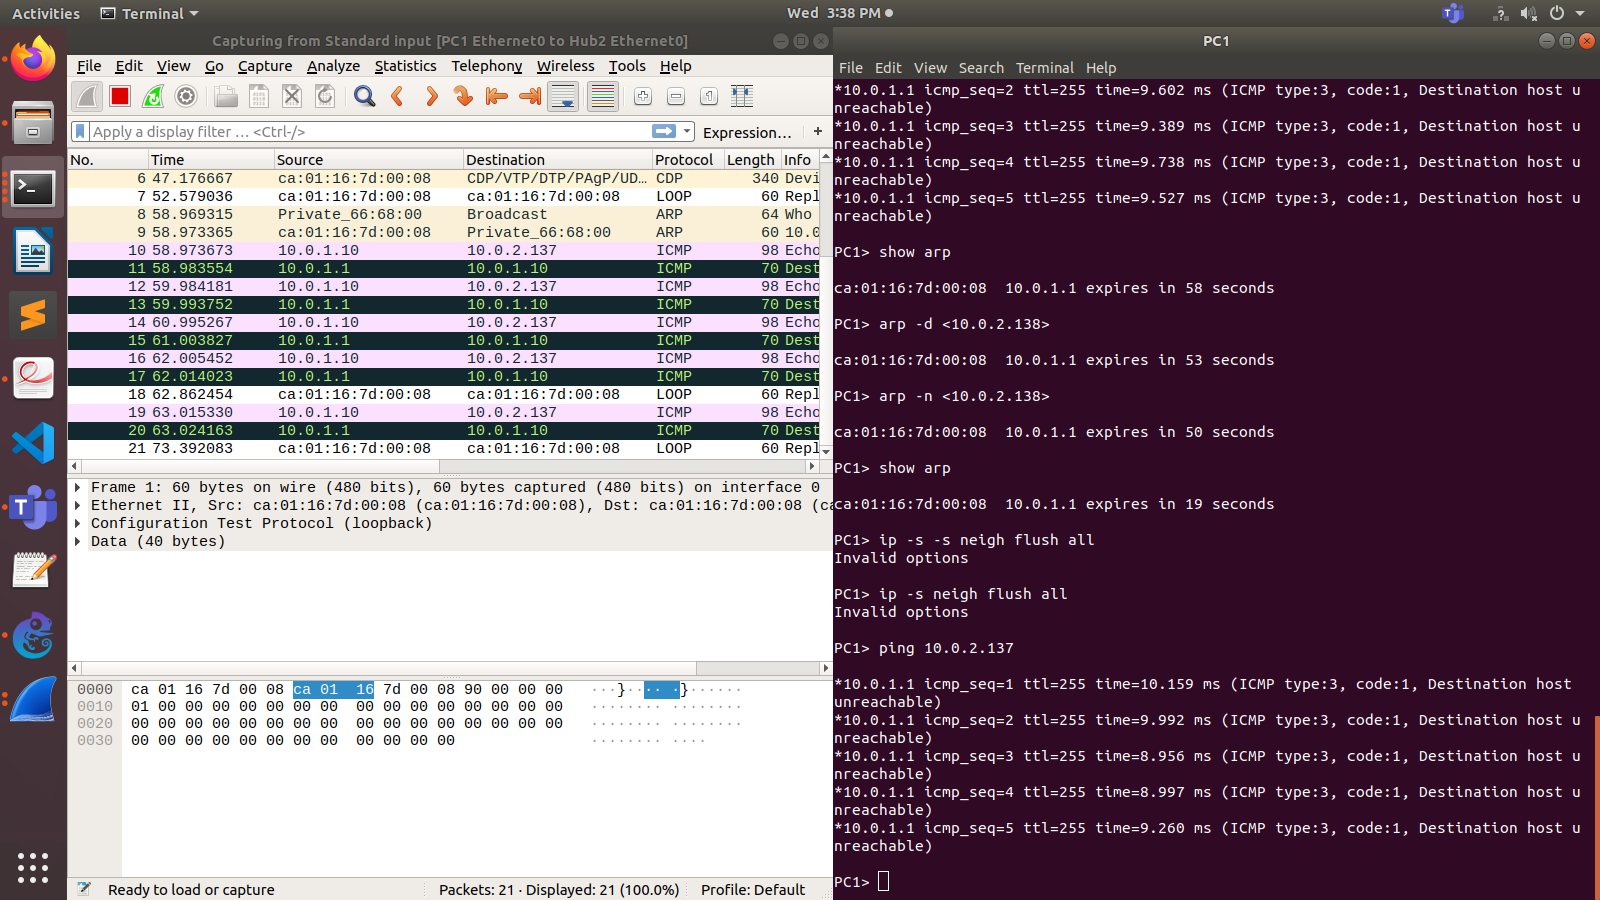 Activities
Terminal
Wed 3:38 PM
Capturing from Standard input [PC1 Ethernet0 to Hub2 Ethernet0]
File Edit View Go Capture Analyze Statistics Telephony Wireless Tools Help
Apply a display filter … <Ctrl-/>
Expression…
+
No. Time Source Destination Protocol Length Info
6 47.176667 ca:01:16:7d:00:08 CDP/VTP/DTP/PAgP/UD… CDP 340 Devi
7 52.579036 ca:01:16:7d:00:08 ca:01:16:7d:00:08 LOOP 60 Repl
8 58.969315 Private_66:68:00 Broadcast ARP 64 Who
9 58.973365 ca:01:16:7d:00:08 Private_66:68:00 ARP 60 10.0
10 58.973673 10.0.1.10 10.0.2.137 ICMP 98 Echo
11 58.983554 10.0.1.1 10.0.1.10 ICMP 70 Dest
12 59.984181 10.0.1.10 10.0.2.137 ICMP 98 Echo
13 59.993752 10.0.1.1 10.0.1.10 ICMP 70 Dest
14 60.995267 10.0.1.10 10.0.2.137 ICMP 98 Echo
15 61.003827 10.0.1.1 10.0.1.10 ICMP 70 Dest
16 62.005452 10.0.1.10 10.0.2.137 ICMP 98 Echo
17 62.014023 10.0.1.1 10.0.1.10 ICMP 70 Dest
18 62.862454 ca:01:16:7d:00:08 ca:01:16:7d:00:08 LOOP 60 Repl
19 63.015330 10.0.1.10 10.0.2.137 ICMP 98 Echo
20 63.024163 10.0.1.1 10.0.1.10 ICMP 70 Dest
21 73.392083 ca:01:16:7d:00:08 ca:01:16:7d:00:08 LOOP 60 Repl
Frame 1: 60 bytes on wire (480 bits), 60 bytes captured (480 bits) on interface 0
Ethernet II, Src: ca:01:16:7d:00:08 (ca:01:16:7d:00:08), Dst: ca:01:16:7d:00:08 (ca
Configuration Test Protocol (loopback)
Data (40 bytes)
0000 ca 01 16 7d 00 08 ca 01 16 7d 00 08 90 00 00 00 ···}·· ·· ·}·······
0010 01 00 00 00 00 00 00 00 00 00 00 00 00 00 00 00 ········ ········
0020 00 00 00 00 00 00 00 00 00 00 00 00 00 00 00 00 ········ ········
0030 00 00 00 00 00 00 00 00 00 00 00 00 ········ ····
Ready to load or capture
Packets: 21 · Displayed: 21 (100.0%)
Profile: Default
PC1
File Edit View Search Terminal Help
*10.0.1.1 icmp_seq=2 ttl=255 time=9.602 ms (ICMP type:3, code:1, Destination host u
nreachable)
*10.0.1.1 icmp_seq=3 ttl=255 time=9.389 ms (ICMP type:3, code:1, Destination host u
nreachable)
*10.0.1.1 icmp_seq=4 ttl=255 time=9.738 ms (ICMP type:3, code:1, Destination host u
nreachable)
*10.0.1.1 icmp_seq=5 ttl=255 time=9.527 ms (ICMP type:3, code:1, Destination host u
nreachable)
PC1> show arp
ca:01:16:7d:00:08  10.0.1.1 expires in 58 seconds
PC1> arp -d <10.0.2.138>
ca:01:16:7d:00:08  10.0.1.1 expires in 53 seconds
PC1> arp -n <10.0.2.138>
ca:01:16:7d:00:08  10.0.1.1 expires in 50 seconds
PC1> show arp
ca:01:16:7d:00:08  10.0.1.1 expires in 19 seconds
PC1> ip -s -s neigh flush all
Invalid options
PC1> ip -s neigh flush all
Invalid options
PC1> ping 10.0.2.137
*10.0.1.1 icmp_seq=1 ttl=255 time=10.159 ms (ICMP type:3, code:1, Destination host
unreachable)
*10.0.1.1 icmp_seq=2 ttl=255 time=9.992 ms (ICMP type:3, code:1, Destination host u
nreachable)
*10.0.1.1 icmp_seq=3 ttl=255 time=8.956 ms (ICMP type:3, code:1, Destination host u
nreachable)
*10.0.1.1 icmp_seq=4 ttl=255 time=8.997 ms (ICMP type:3, code:1, Destination host u
nreachable)
*10.0.1.1 icmp_seq=5 ttl=255 time=9.260 ms (ICMP type:3, code:1, Destination host u
nreachable)
PC1>